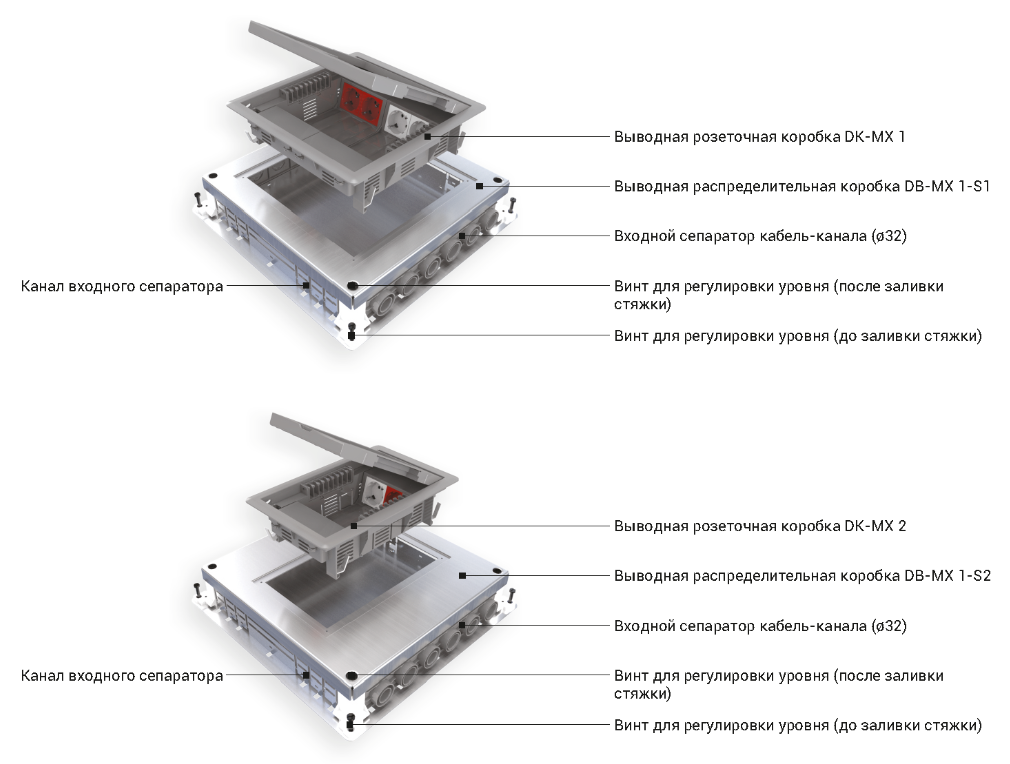 Выводная розеточная коробка DK-MX 1
Выводная распределительная коробка DB-MX 1-S1
Входной сепаратор кабель-канала (ø32)
Канал входного сепаратора
Винт для регулировки уровня (после заливки
стяжки)
Винт для регулировки уровня (до заливки стяжки)
Выводная розеточная коробка DK-MX 2
Выводная распределительная коробка DB-MX 1-S2
Входной сепаратор кабель-канала (ø32)
Канал входного сепаратора
Винт для регулировки уровня (после заливки
стяжки)
Винт для регулировки уровня (до заливки стяжки)